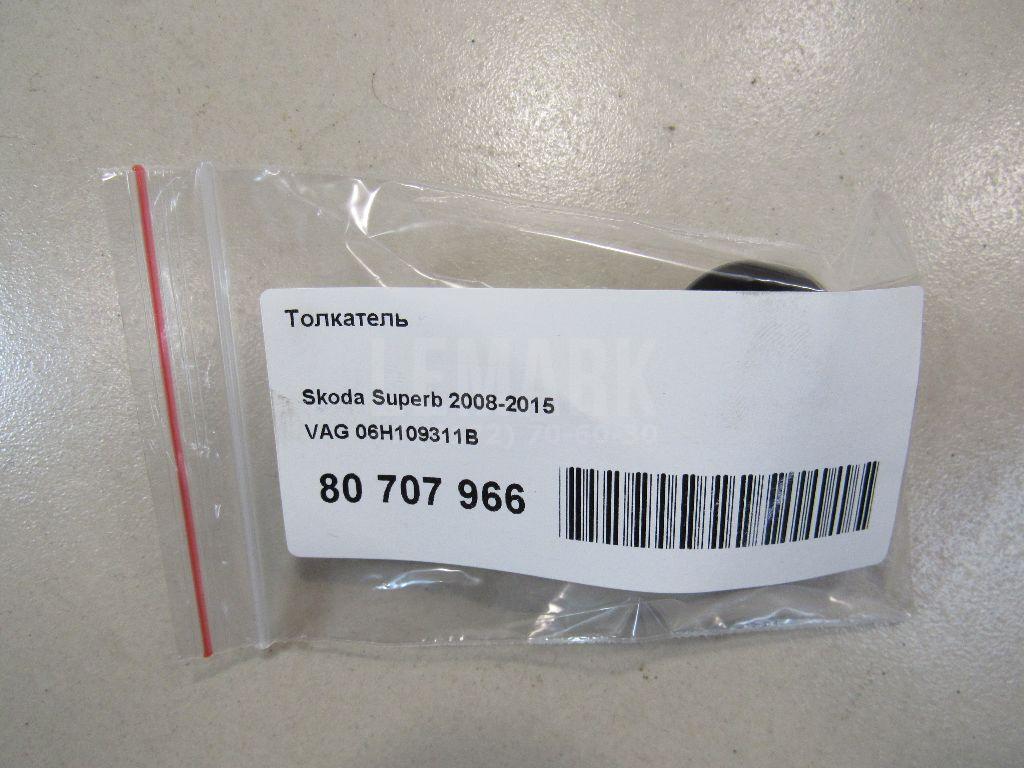 Толкатель
LEMARK
Skoda Superb 2008-2015
VAG 06H109311B
80 707 966